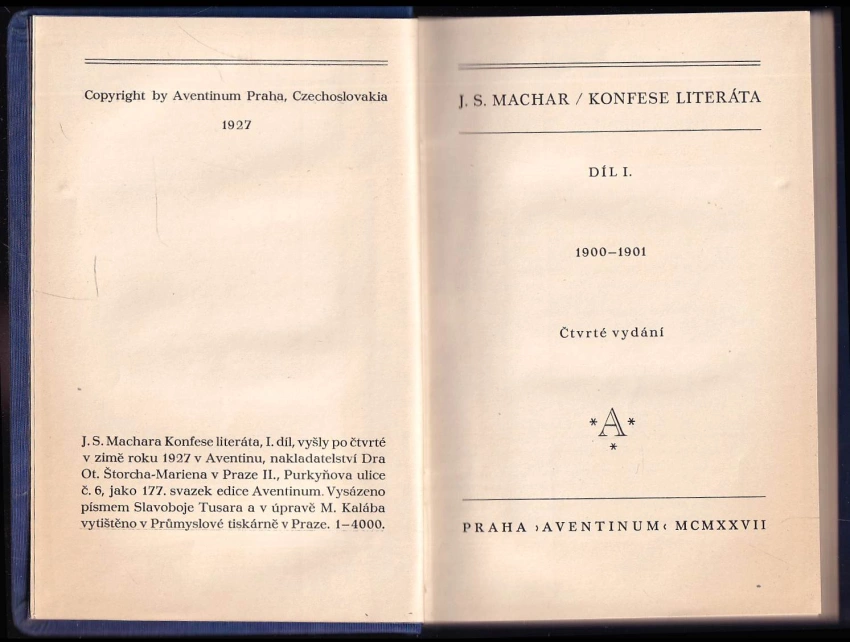 Copyright by Aventinum Praha, Czechoslovakia
1927
J. S. Machara Konfese literáta, I. díl, vyšly po čtvrté
v zimě roku 1927 v Aventinu, nakladatelství Dra
Ot. Štorcha-Mariena v Praze II., Purkyňova ulice
č. 6, jako 177. svazek edice Aventinum. Vysázeno
písmem Slavoboje Tusara a v úpravě M. Kalába
vytištěno v Průmyslové tiskárně v Praze. 1–4000.
J. S. MACHAR / KONFESE LITERÁTA
DÍL I.
1900–1901
Čtvrté vydání
*A*
*
PRAHA ›AVENTINUM‹ MCMXXVII